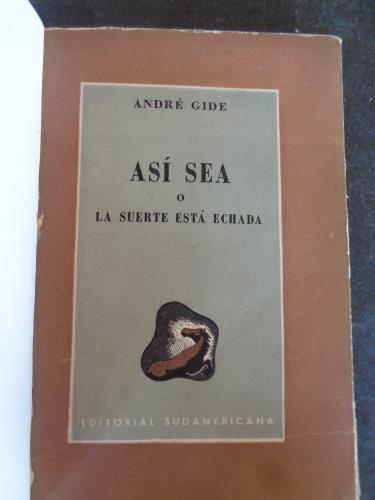 ANDRÉ GIDE
ASÍ SEA
O
LA SUERTE ESTÁ ECHADA
EDITORIAL SUDAMERICANA